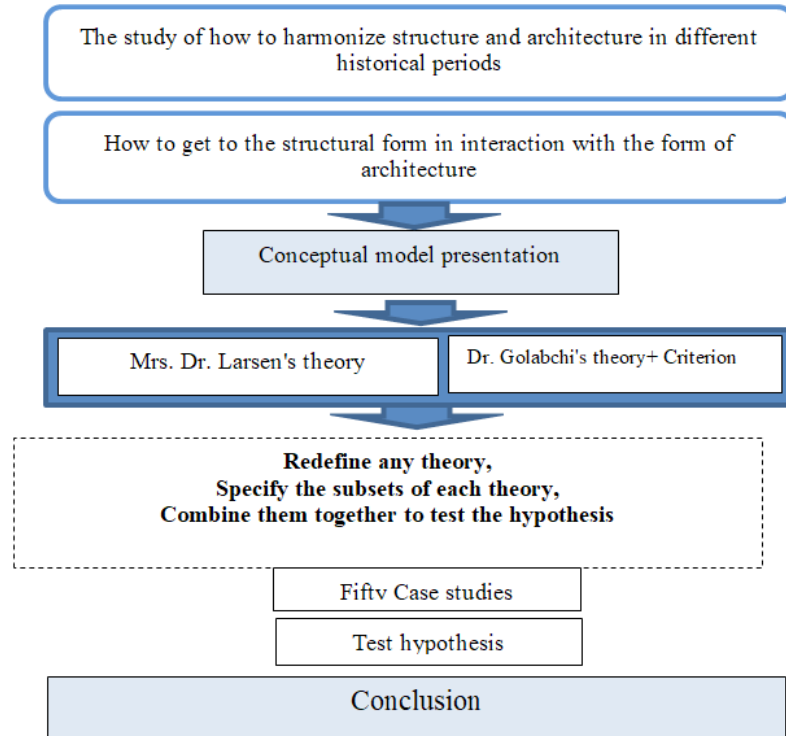 The study of how to harmonize structure and architecture in different
historical periods
How to get to the structural form in interaction with the form of
architecture
Conceptual model presentation
Mrs. Dr. Larsen's theory
Dr. Golabchi's theory+ Criterion
Redefine any theory,
Specify the subsets of each theory,
Combine them together to test the hypothesis
Fifty Case studies
Test hypothesis
Conclusion